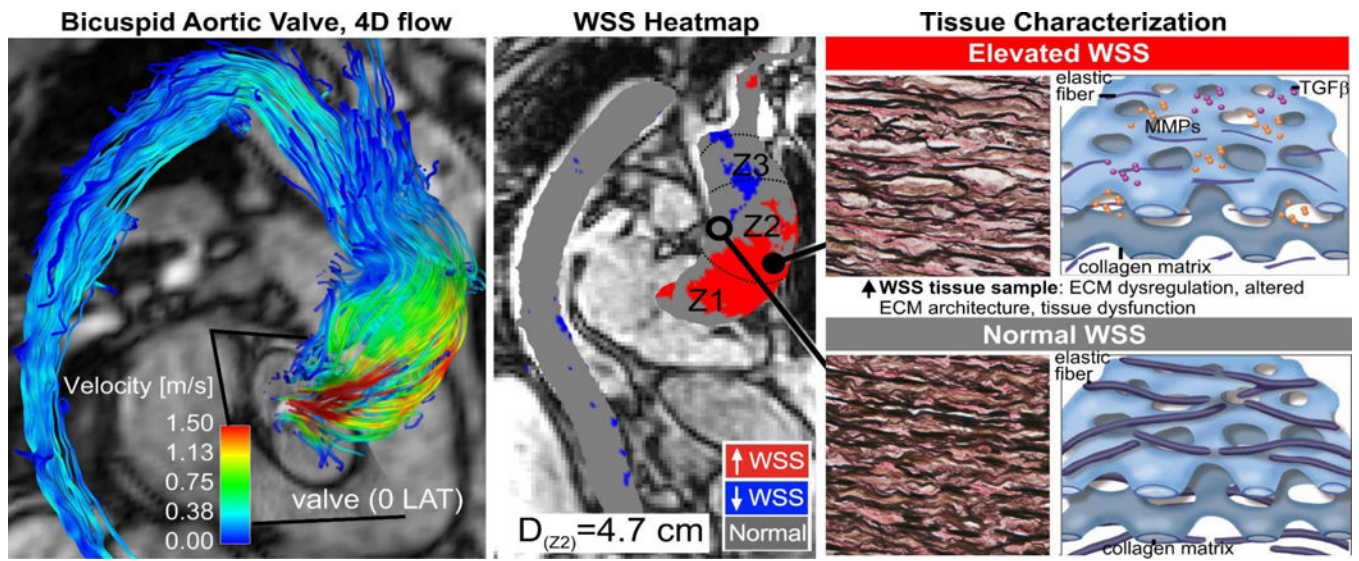 Bicuspid Aortic Valve, 4D flow
Velocity [m/s]
1.50
1.13
0.75
0.38
0.00
valve (0 LAT)
WSS Heatmap
Z3
Z2
Z1
D(Z2)=4.7 cm
↑ WSS
↓ WSS
Normal
Tissue Characterization
Elevated WSS
elastic
fiber
TGFβ
MMPs
collagen matrix
↑ WSS tissue sample: ECM dysregulation, altered
ECM architecture, tissue dysfunction
Normal WSS
elastic
fiber
collagen matrix